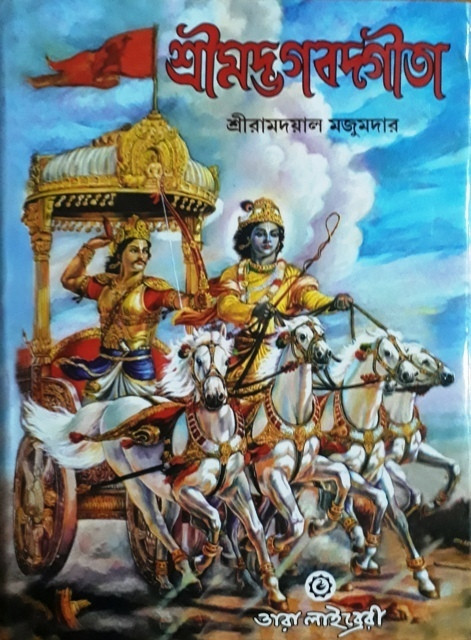 শ্রীমদ্ভগবদ্গীতা
শ্রীরামদয়াল মজুমদার
তারা লাইব্রেরী